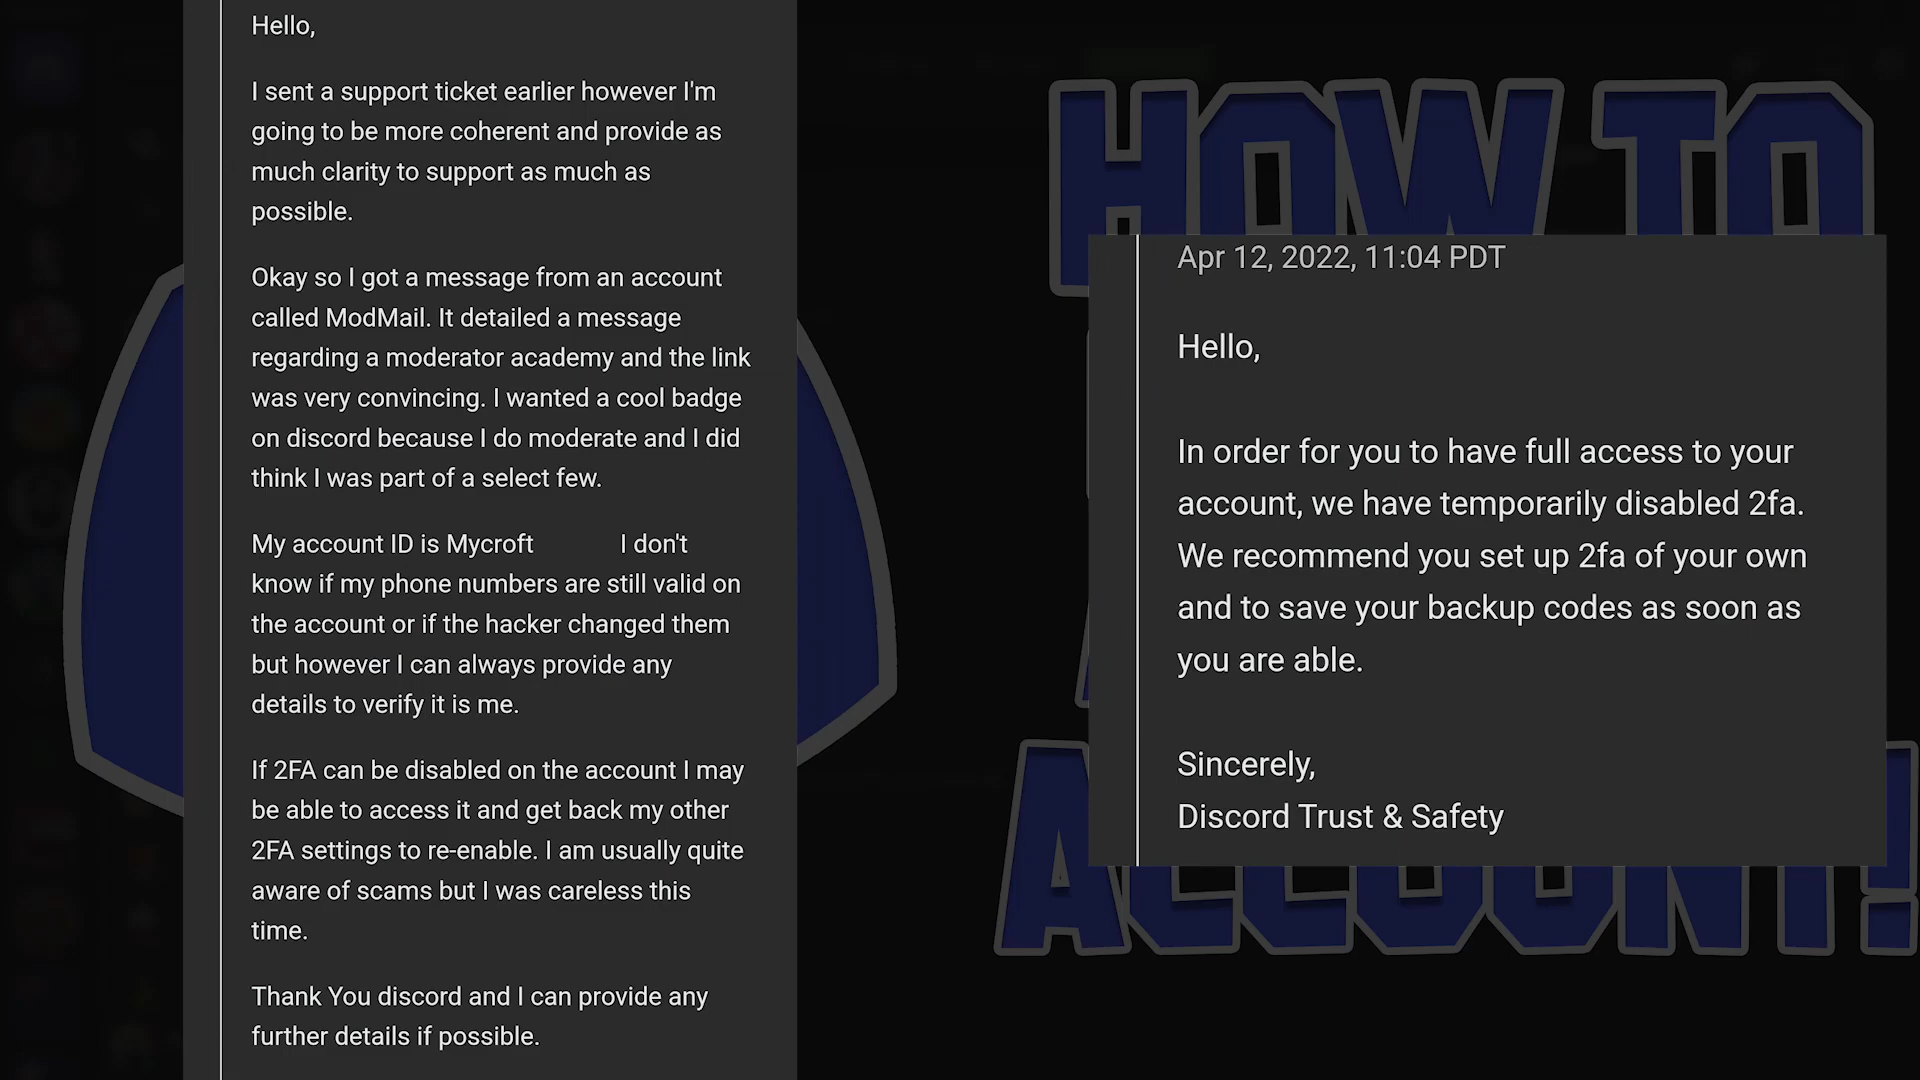 Hello,
I sent a support ticket earlier however I'm
going to be more coherent and provide as
much clarity to support as much as
possible.
Okay so I got a message from an account
called ModMail. It detailed a message
regarding a moderator academy and the link
was very convincing. I wanted a cool badge
on discord because I do moderate and I did
think I was part of a select few.
My account ID is Mycroft I don't
know if my phone numbers are still valid on
the account or if the hacker changed them
but however I can always provide any
details to verify it is me.
If 2FA can be disabled on the account I may
be able to access it and get back my other
2FA settings to re-enable. I am usually quite
aware of scams but I was careless this
time.
Thank You discord and I can provide any
further details if possible.
HOW TO
Apr 12, 2022, 11:04 PDT
Hello,
In order for you to have full access to your
account, we have temporarily disabled 2fa.
We recommend you set up 2fa of your own
and to save your backup codes as soon as
you are able.
Sincerely,
Discord Trust & Safety
ACCOUNT!